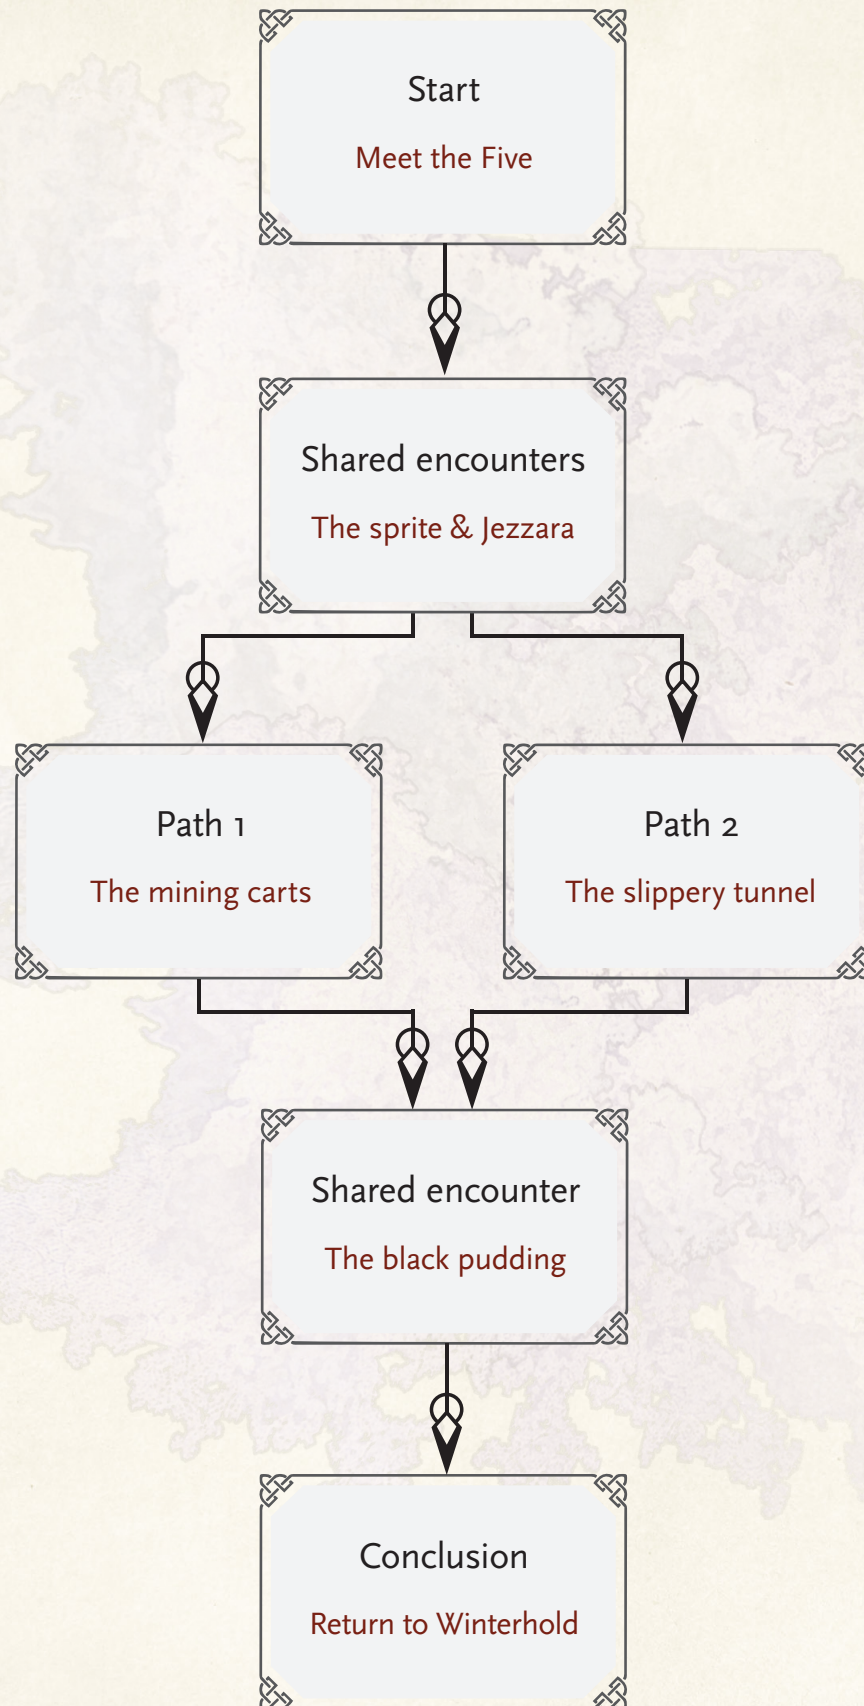 Start
Meet the Five
Shared encounters
The sprite & Jezzara
Path 1
The mining carts
Path 2
The slippery tunnel
Shared encounter
The black pudding
Conclusion
Return to Winterhold